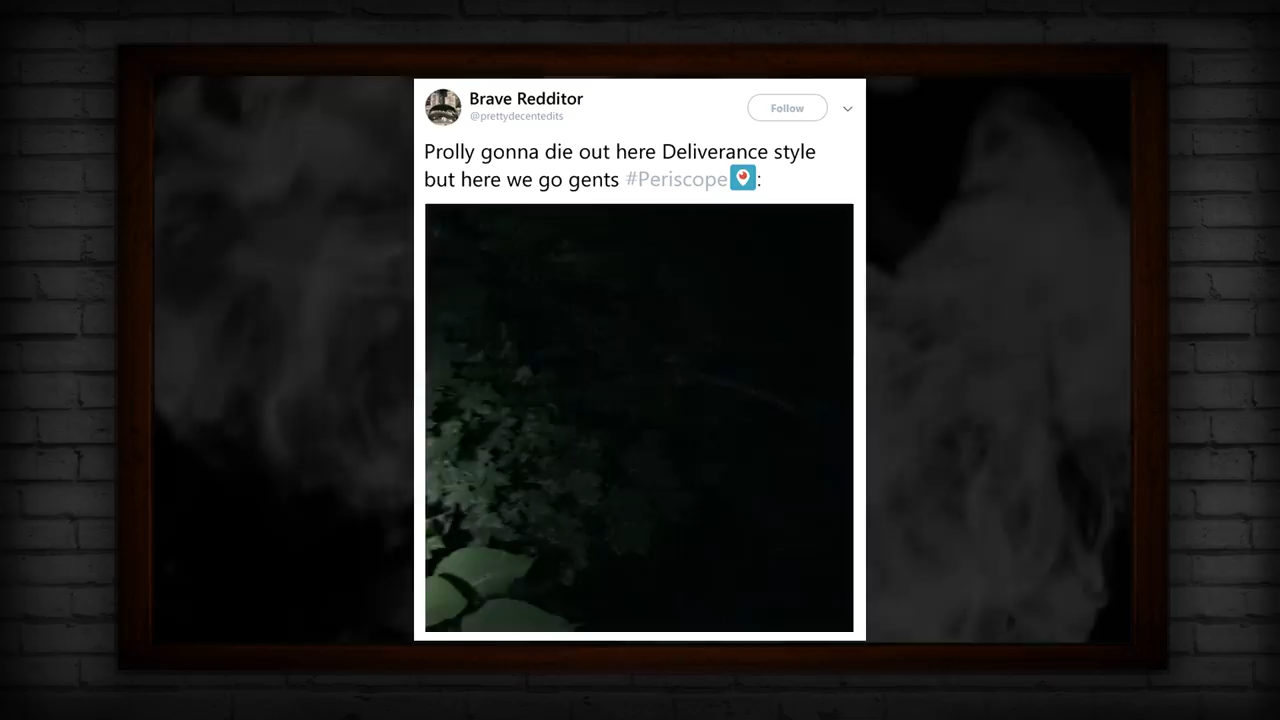 Brave Redditor
@prettydecentedits
Follow
Prolly gonna die out here Deliverance style
but here we go gents #Periscope: